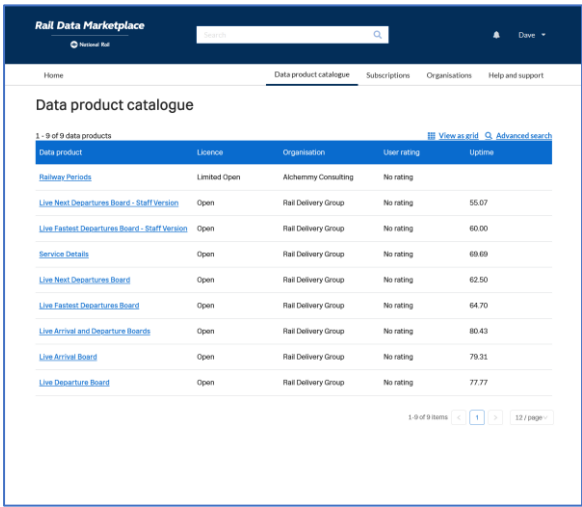 Rail Data Marketplace
National Rail
Search
Dave
Home Data product catalogue Subscriptions Organisations Help and support
Data product catalogue
1 - 9 of 9 data products View as grid Advanced search
Data product Licence Organisation User rating Uptime
Railway Periods Limited Open Alchemmy Consulting No rating
Live Next Departures Board - Staff Version Open Rail Delivery Group No rating 55.07
Live Fastest Departures Board - Staff Version Open Rail Delivery Group No rating 60.00
Service Details Open Rail Delivery Group No rating 69.69
Live Next Departures Board Open Rail Delivery Group No rating 62.50
Live Fastest Departures Board Open Rail Delivery Group No rating 64.70
Live Arrival and Departure Boards Open Rail Delivery Group No rating 80.43
Live Arrival Board Open Rail Delivery Group No rating 79.31
Live Departure Board Open Rail Delivery Group No rating 77.77
1-9 of 9 items < 1 > 12 / page